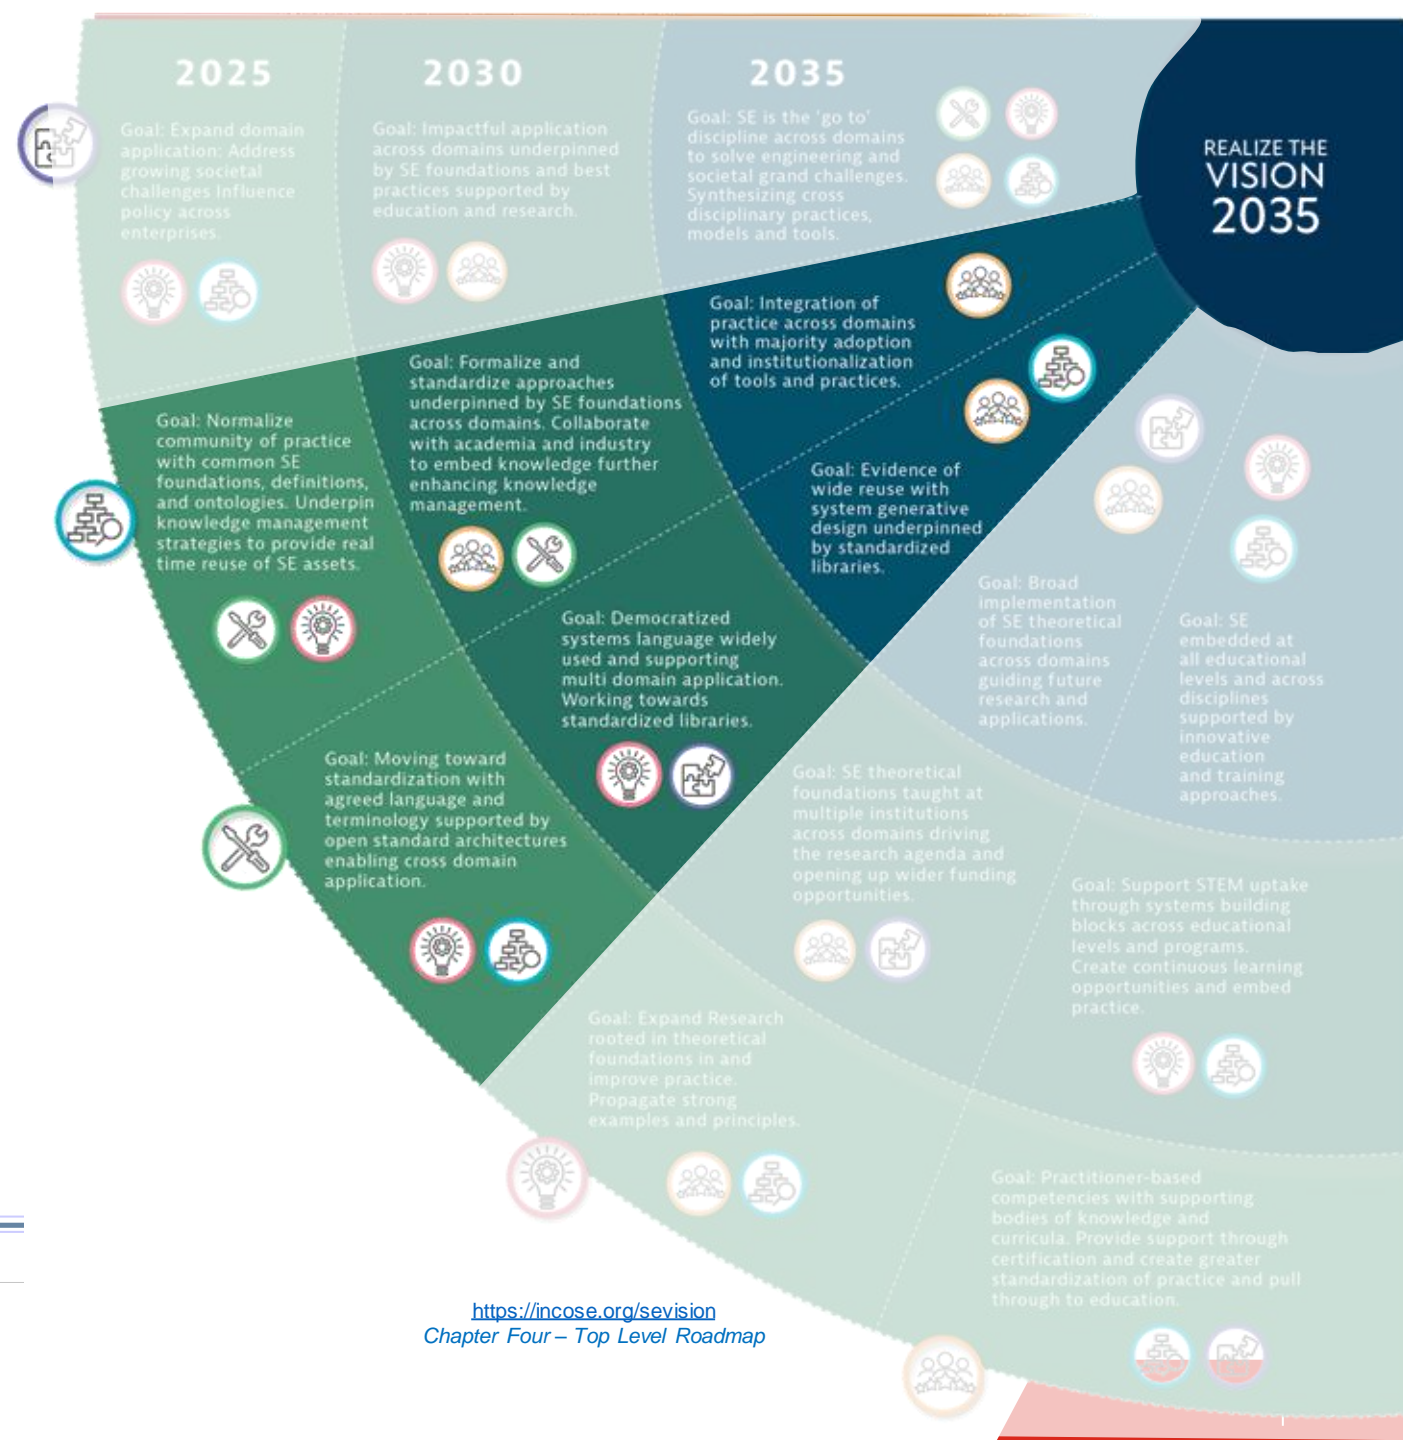 2025
Goal: Expand domain
application: Address
growing societal
challenges Influence
policy across
enterprises.
2030
Goal: Impactful application
across domains underpinned
by SE foundations and best
practices supported by
education and research.
2035
Goal: SE is the 'go to'
discipline across domains
to solve engineering and
societal grand challenges.
Synthesizing cross
disciplinary practices,
models and tools.
REALIZE THE
VISION
2035
Goal: Normalize
community of practice
with common SE
foundations, definitions,
and ontologies. Underpin
knowledge management
strategies to provide real
time reuse of SE assets.
Goal: Formalize and
standardize approaches
underpinned by SE foundations
across domains. Collaborate
with academia and industry
to embed knowledge further
enhancing knowledge
management.
Goal: Integration of
practice across domains
with majority adoption
and institutionalization
of tools and practices.
Goal: Moving toward
standardization with
agreed language and
terminology supported by
open standard architectures
enabling cross domain
application.
Goal: Democratized
systems language widely
used and supporting
multi domain application.
Working towards
standardized libraries.
Goal: Evidence of
wide reuse with
system generative
design underpinned
by standardized
libraries.
Goal: Expand Research
rooted in theoretical
foundations in and
improve practice.
Propagate strong
examples and principles.
Goal: SE theoretical
foundations taught at
multiple institutions
across domains driving
the research agenda and
opening up wider funding
opportunities.
Goal: Broad
implementation
of SE theoretical
foundations
across domains
guiding future
research and
applications.
Goal: Practitioner-based
competencies with supporting
bodies of knowledge and
curricula. Provide support through
certification and create greater
standardization of practice and pull
through to education.
Goal: Support STEM uptake
through systems building
blocks across educational
levels and programs.
Create continuous learning
opportunities and embed
practice.
Goal: SE
embedded at
all educational
levels and across
disciplines
supported by
innovative
education
and training
approaches.
https://incose.org/sevision
Chapter Four – Top Level Roadmap